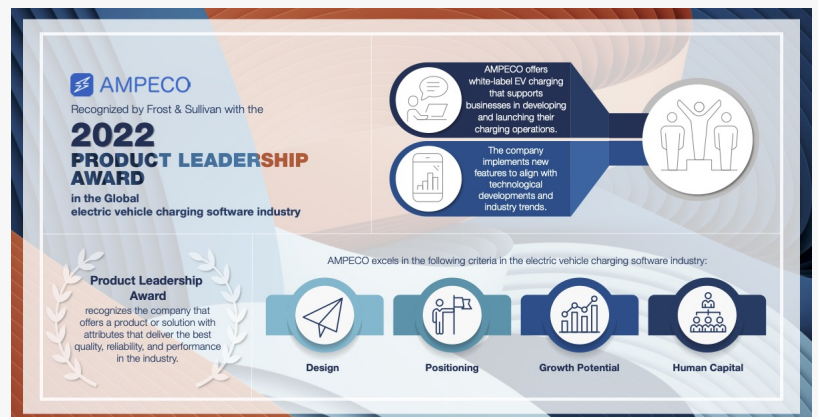 AMPECO
Recognized by Frost & Sullivan with the
2022
PRODUCT LEADERSHIP
AWARD
in the Global
electric vehicle charging software industry
AMPECO offers
white-label EV charging
that supports
businesses in developing
and launching their
charging operations.
The company
implements new
features to align with
technological
developments and
industry trends.
Product Leadership
Award
recognizes the company that
offers a product or solution with
attributes that deliver the best
quality, reliability, and performance
in the industry.
AMPECO excels in the following criteria in the electric vehicle charging software industry:
Design
Positioning
Growth Potential
Human Capital